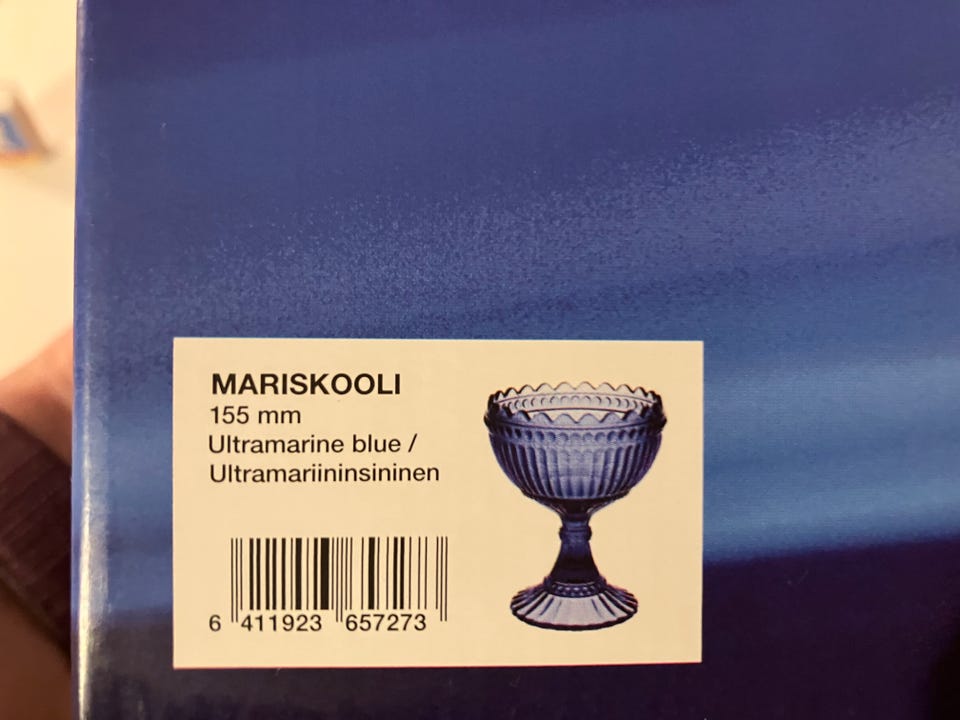 MARISKOOLI
155 mm
Ultramarine blue /
Ultramariininsininen
6 411923 657273